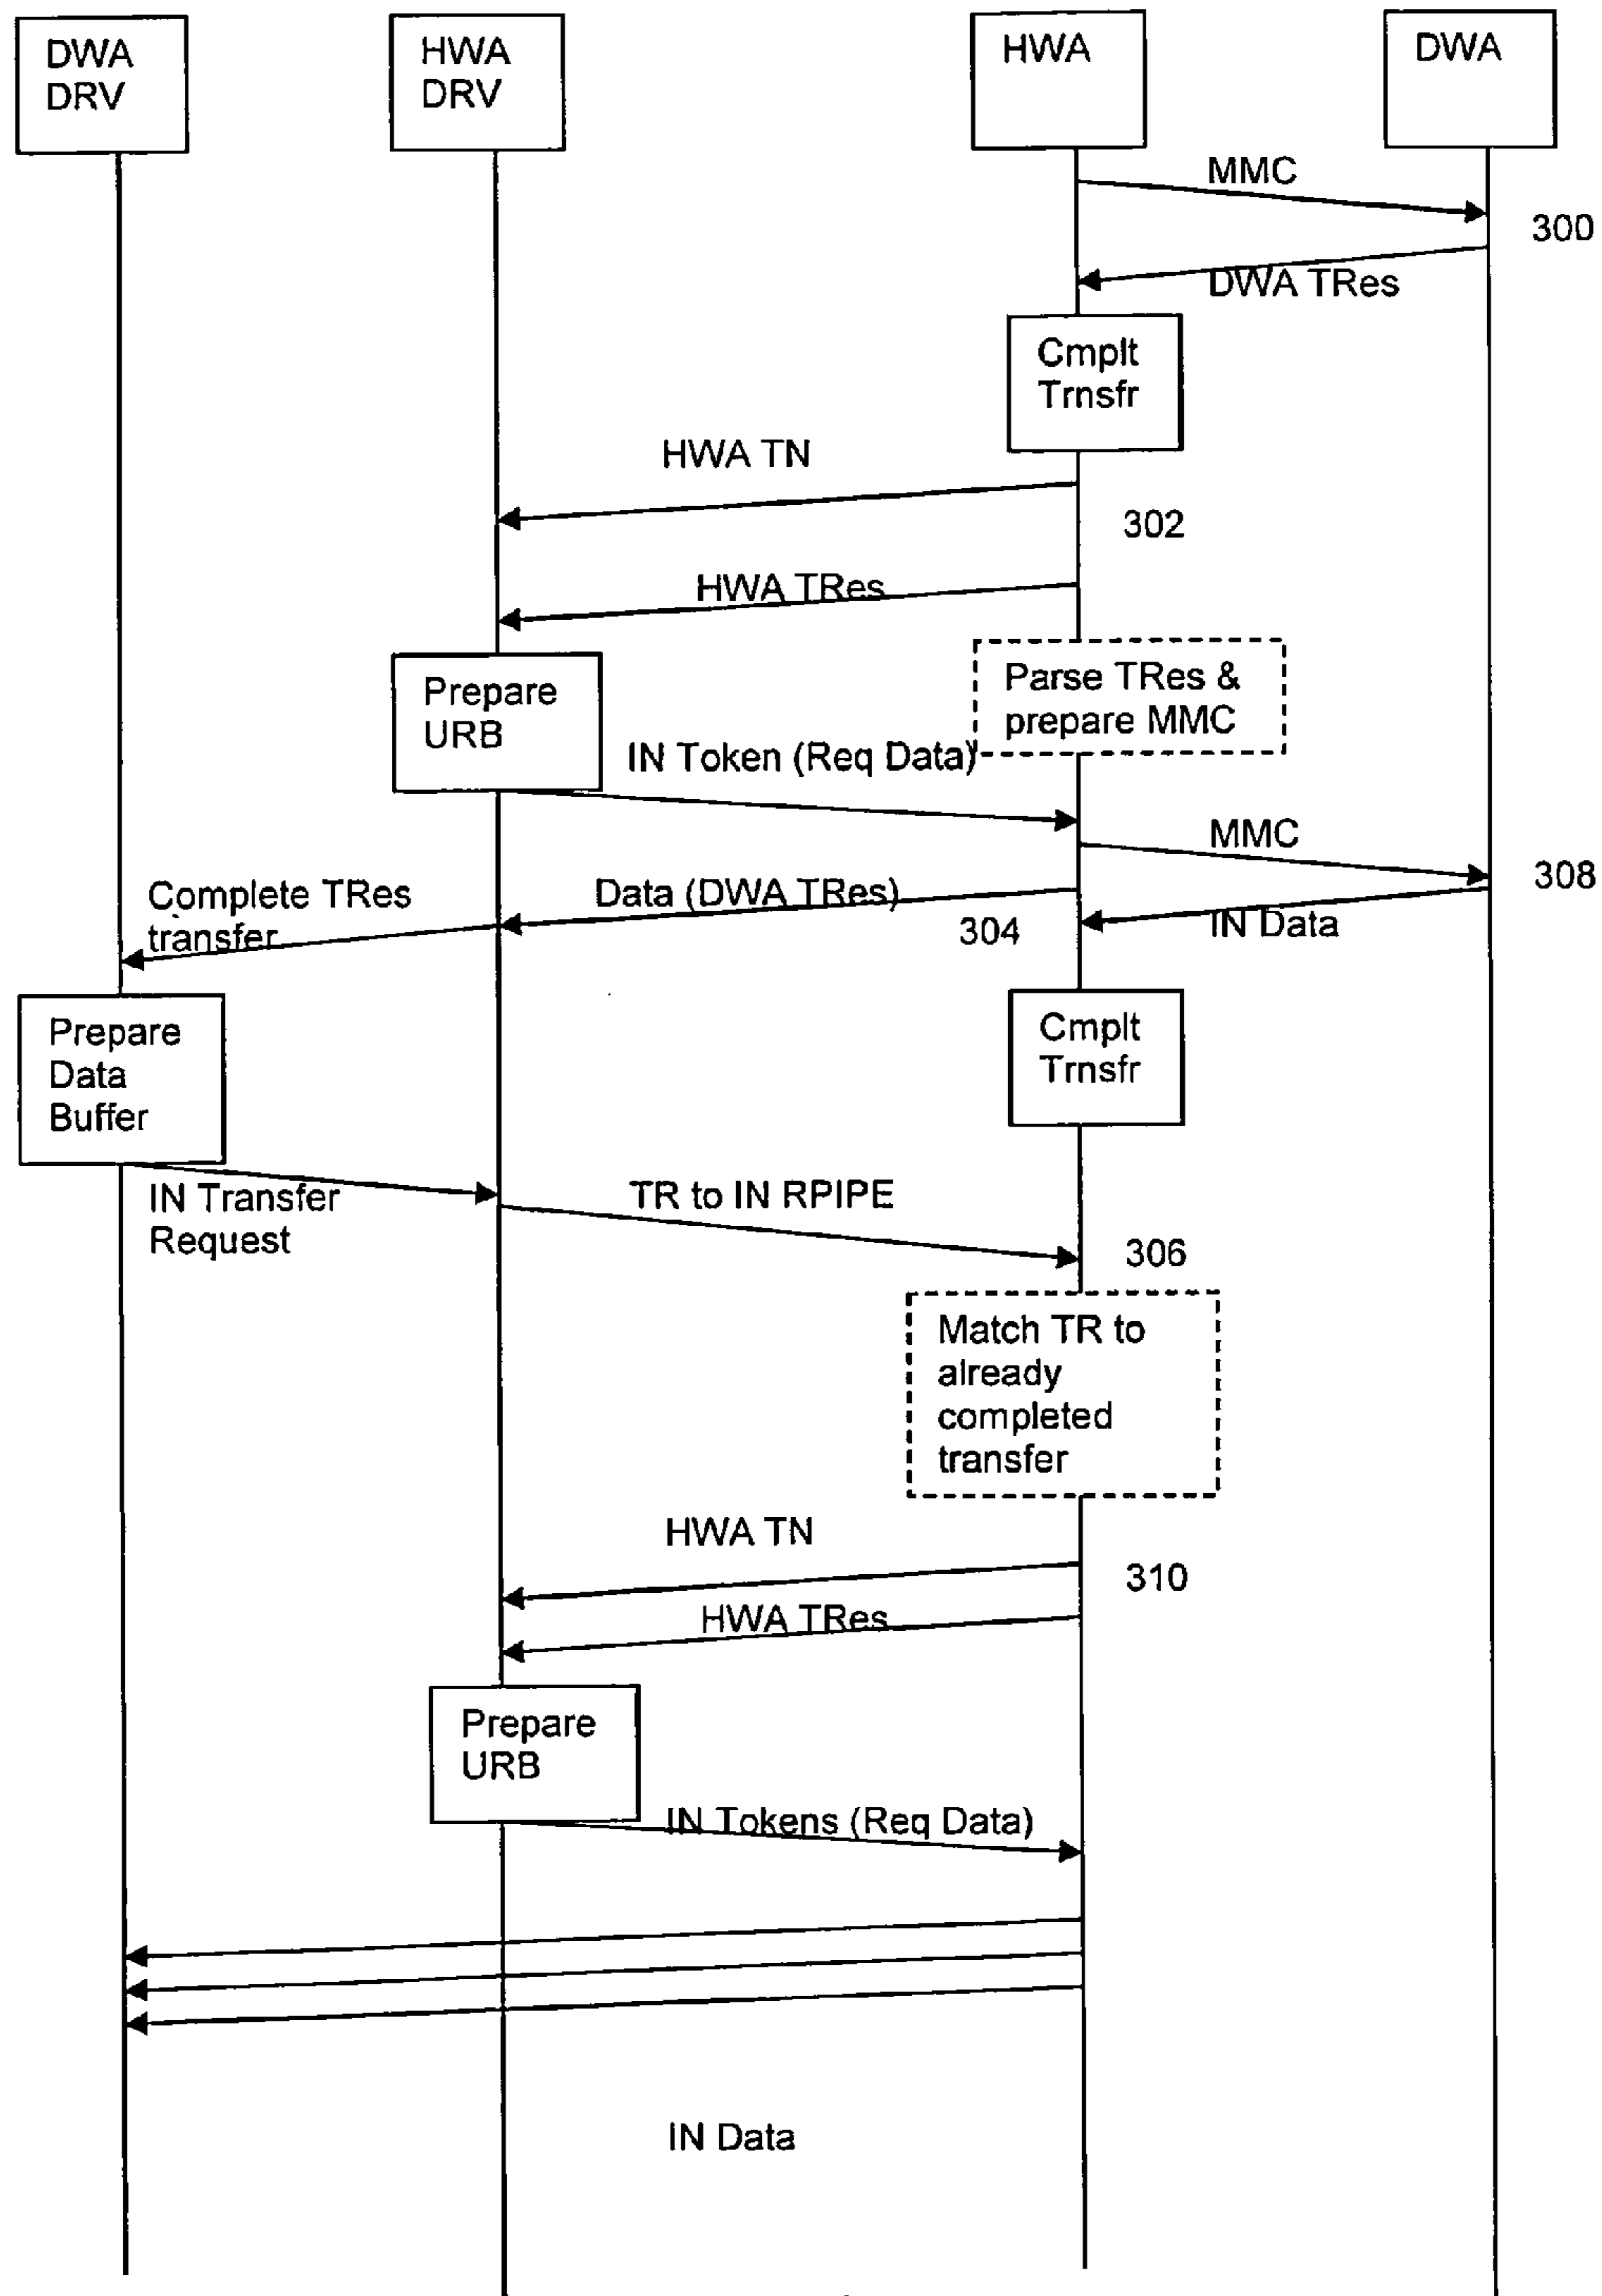 DWA
DRV
HWA
DRV
HWA
DWA
MMC
300
DWA TRes
Cmplt
Trnsfr
HWA TN
302
HWA TRes
Prepare
URB
Parse TRes &
prepare MMC
IN Token (Req Data)
MMC
308
Complete TRes
transfer
Data (DWA TRes)
304
IN Data
Prepare
Data
Buffer
Cmplt
Trnsfr
IN Transfer
Request
TR to IN RPIPE
306
Match TR to
already
completed
transfer
HWA TN
310
HWA TRes
Prepare
URB
IN Tokens (Req Data)
IN Data